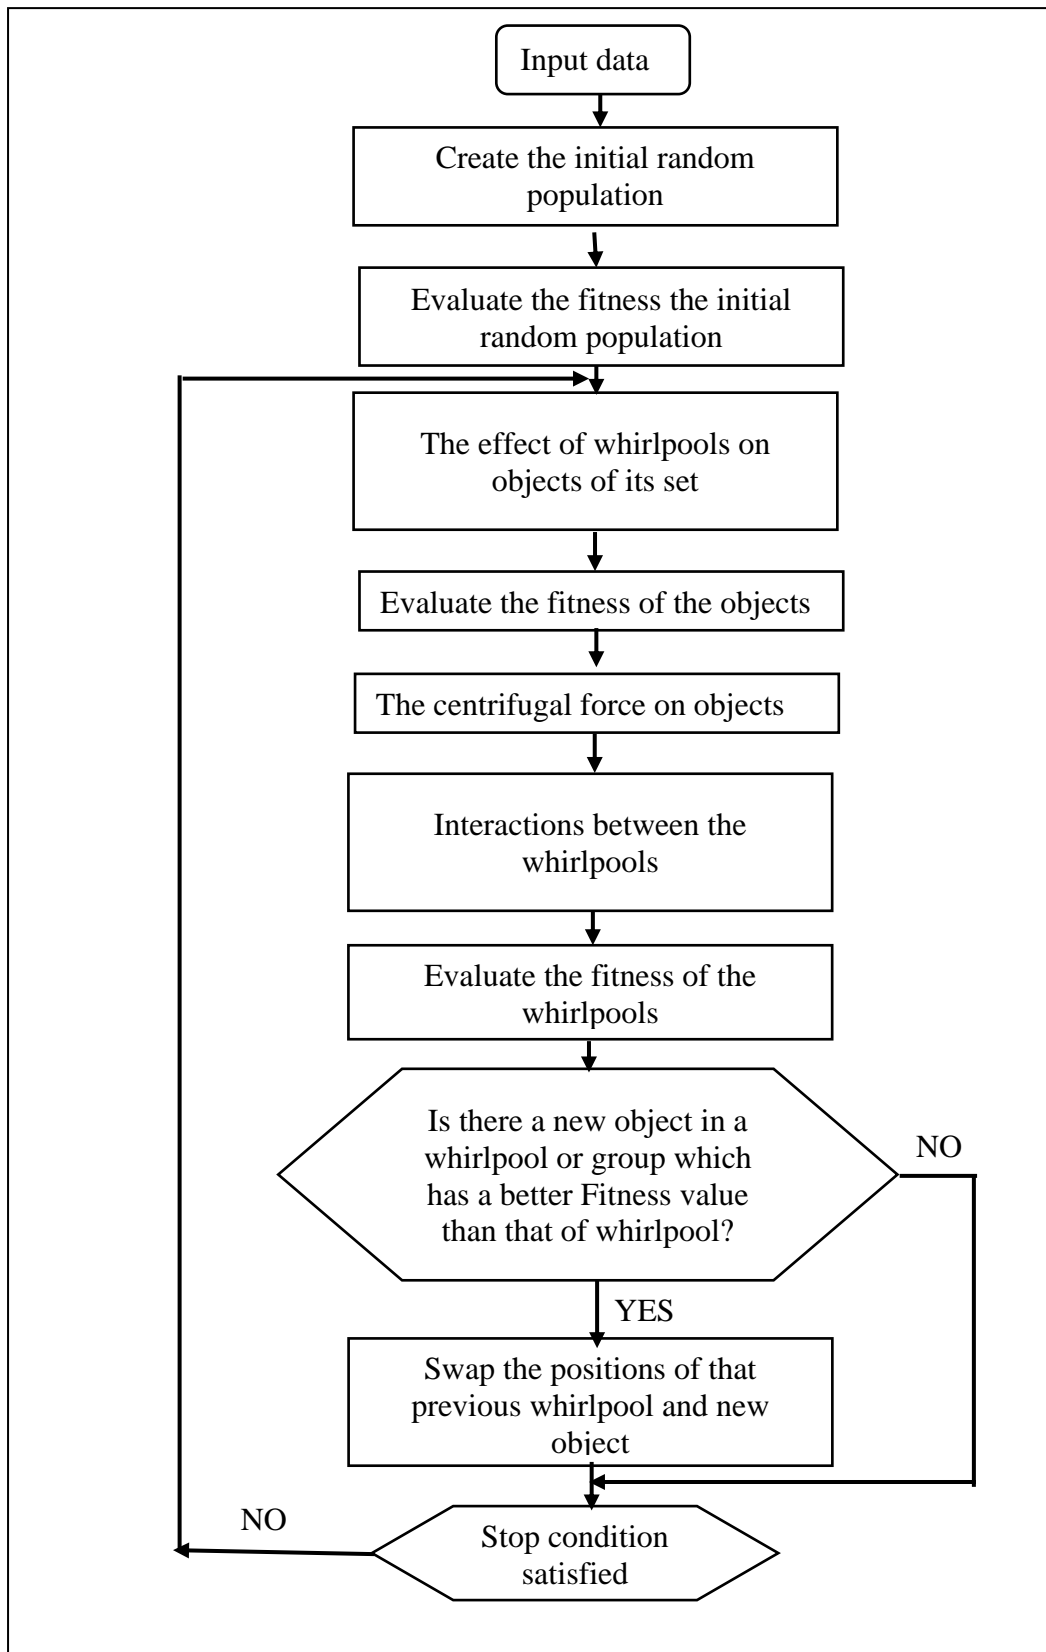 Input data
Create the initial random
population
Evaluate the fitness the initial
random population
The effect of whirlpools on
objects of its set
Evaluate the fitness of the objects
The centrifugal force on objects
Interactions between the
whirlpools
Evaluate the fitness of the
whirlpools
Is there a new object in a
whirlpool or group which
has a better Fitness value
than that of whirlpool?
NO
YES
Swap the positions of that
previous whirlpool and new
object
NO
Stop condition
satisfied